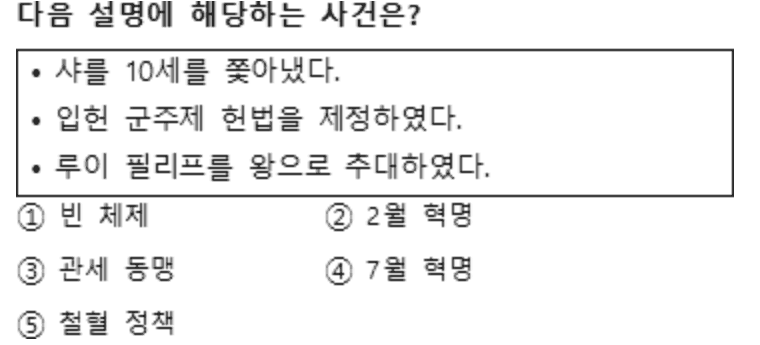 다음 설명에 해당하는 사건은?
• 샤를 10세를 쫓아냈다.
• 입헌 군주제 헌법을 제정하였다.
• 루이 필리프를 왕으로 추대하였다.
① 빈 체제 ② 2월 혁명
③ 관세 동맹 ④ 7월 혁명
⑤ 철혈 정책